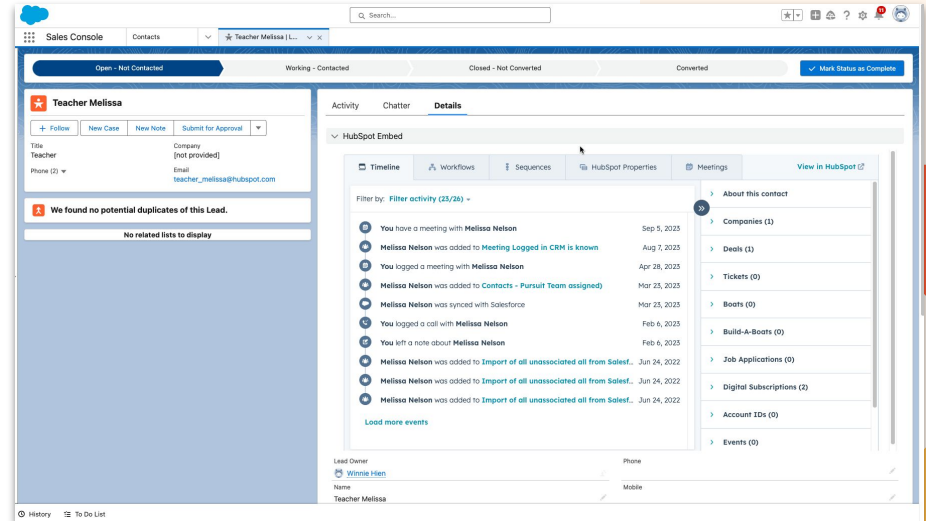 Search...
11
Sales Console
Contacts
Teacher Melissa | L...
Open - Not Contacted
Working - Contacted
Closed - Not Converted
Converted
Mark Status as Complete
Teacher Melissa
Follow
New Case
New Note
Submit for Approval
Title
Teacher
Company
[not provided]
Phone (2)
Email
teacher_melissa@hubspot.com
We found no potential duplicates of this Lead.
No related lists to display
Activity
Chatter
Details
HubSpot Embed
Timeline
Workflows
Sequences
HubSpot Properties
Meetings
View in HubSpot
Filter by: Filter activity (23/26)
You have a meeting with Melissa Nelson Sep 5, 2023
Melissa Nelson was added to Meeting Logged in CRM is known Aug 7, 2023
You logged a meeting with Melissa Nelson Apr 28, 2023
Melissa Nelson was added to Contacts - Pursuit Team assigned) Mar 23, 2023
Melissa Nelson was synced with Salesforce Mar 23, 2023
You logged a call with Melissa Nelson Feb 6, 2023
You left a note about Melissa Nelson Feb 6, 2023
Melissa Nelson was added to Import of all unassociated all from Salesf... Jun 24, 2022
Melissa Nelson was added to Import of all unassociated all from Salesf... Jun 24, 2022
Melissa Nelson was added to Import of all unassociated all from Salesf... Jun 24, 2022
Load more events
About this contact
Companies (1)
Deals (1)
Tickets (0)
Boats (0)
Build-A-Boats (0)
Job Applications (0)
Digital Subscriptions (2)
Account IDs (0)
Events (0)
Lead Owner
Winnie Hien
Phone
Name
Teacher Melissa
Mobile
History
To Do List